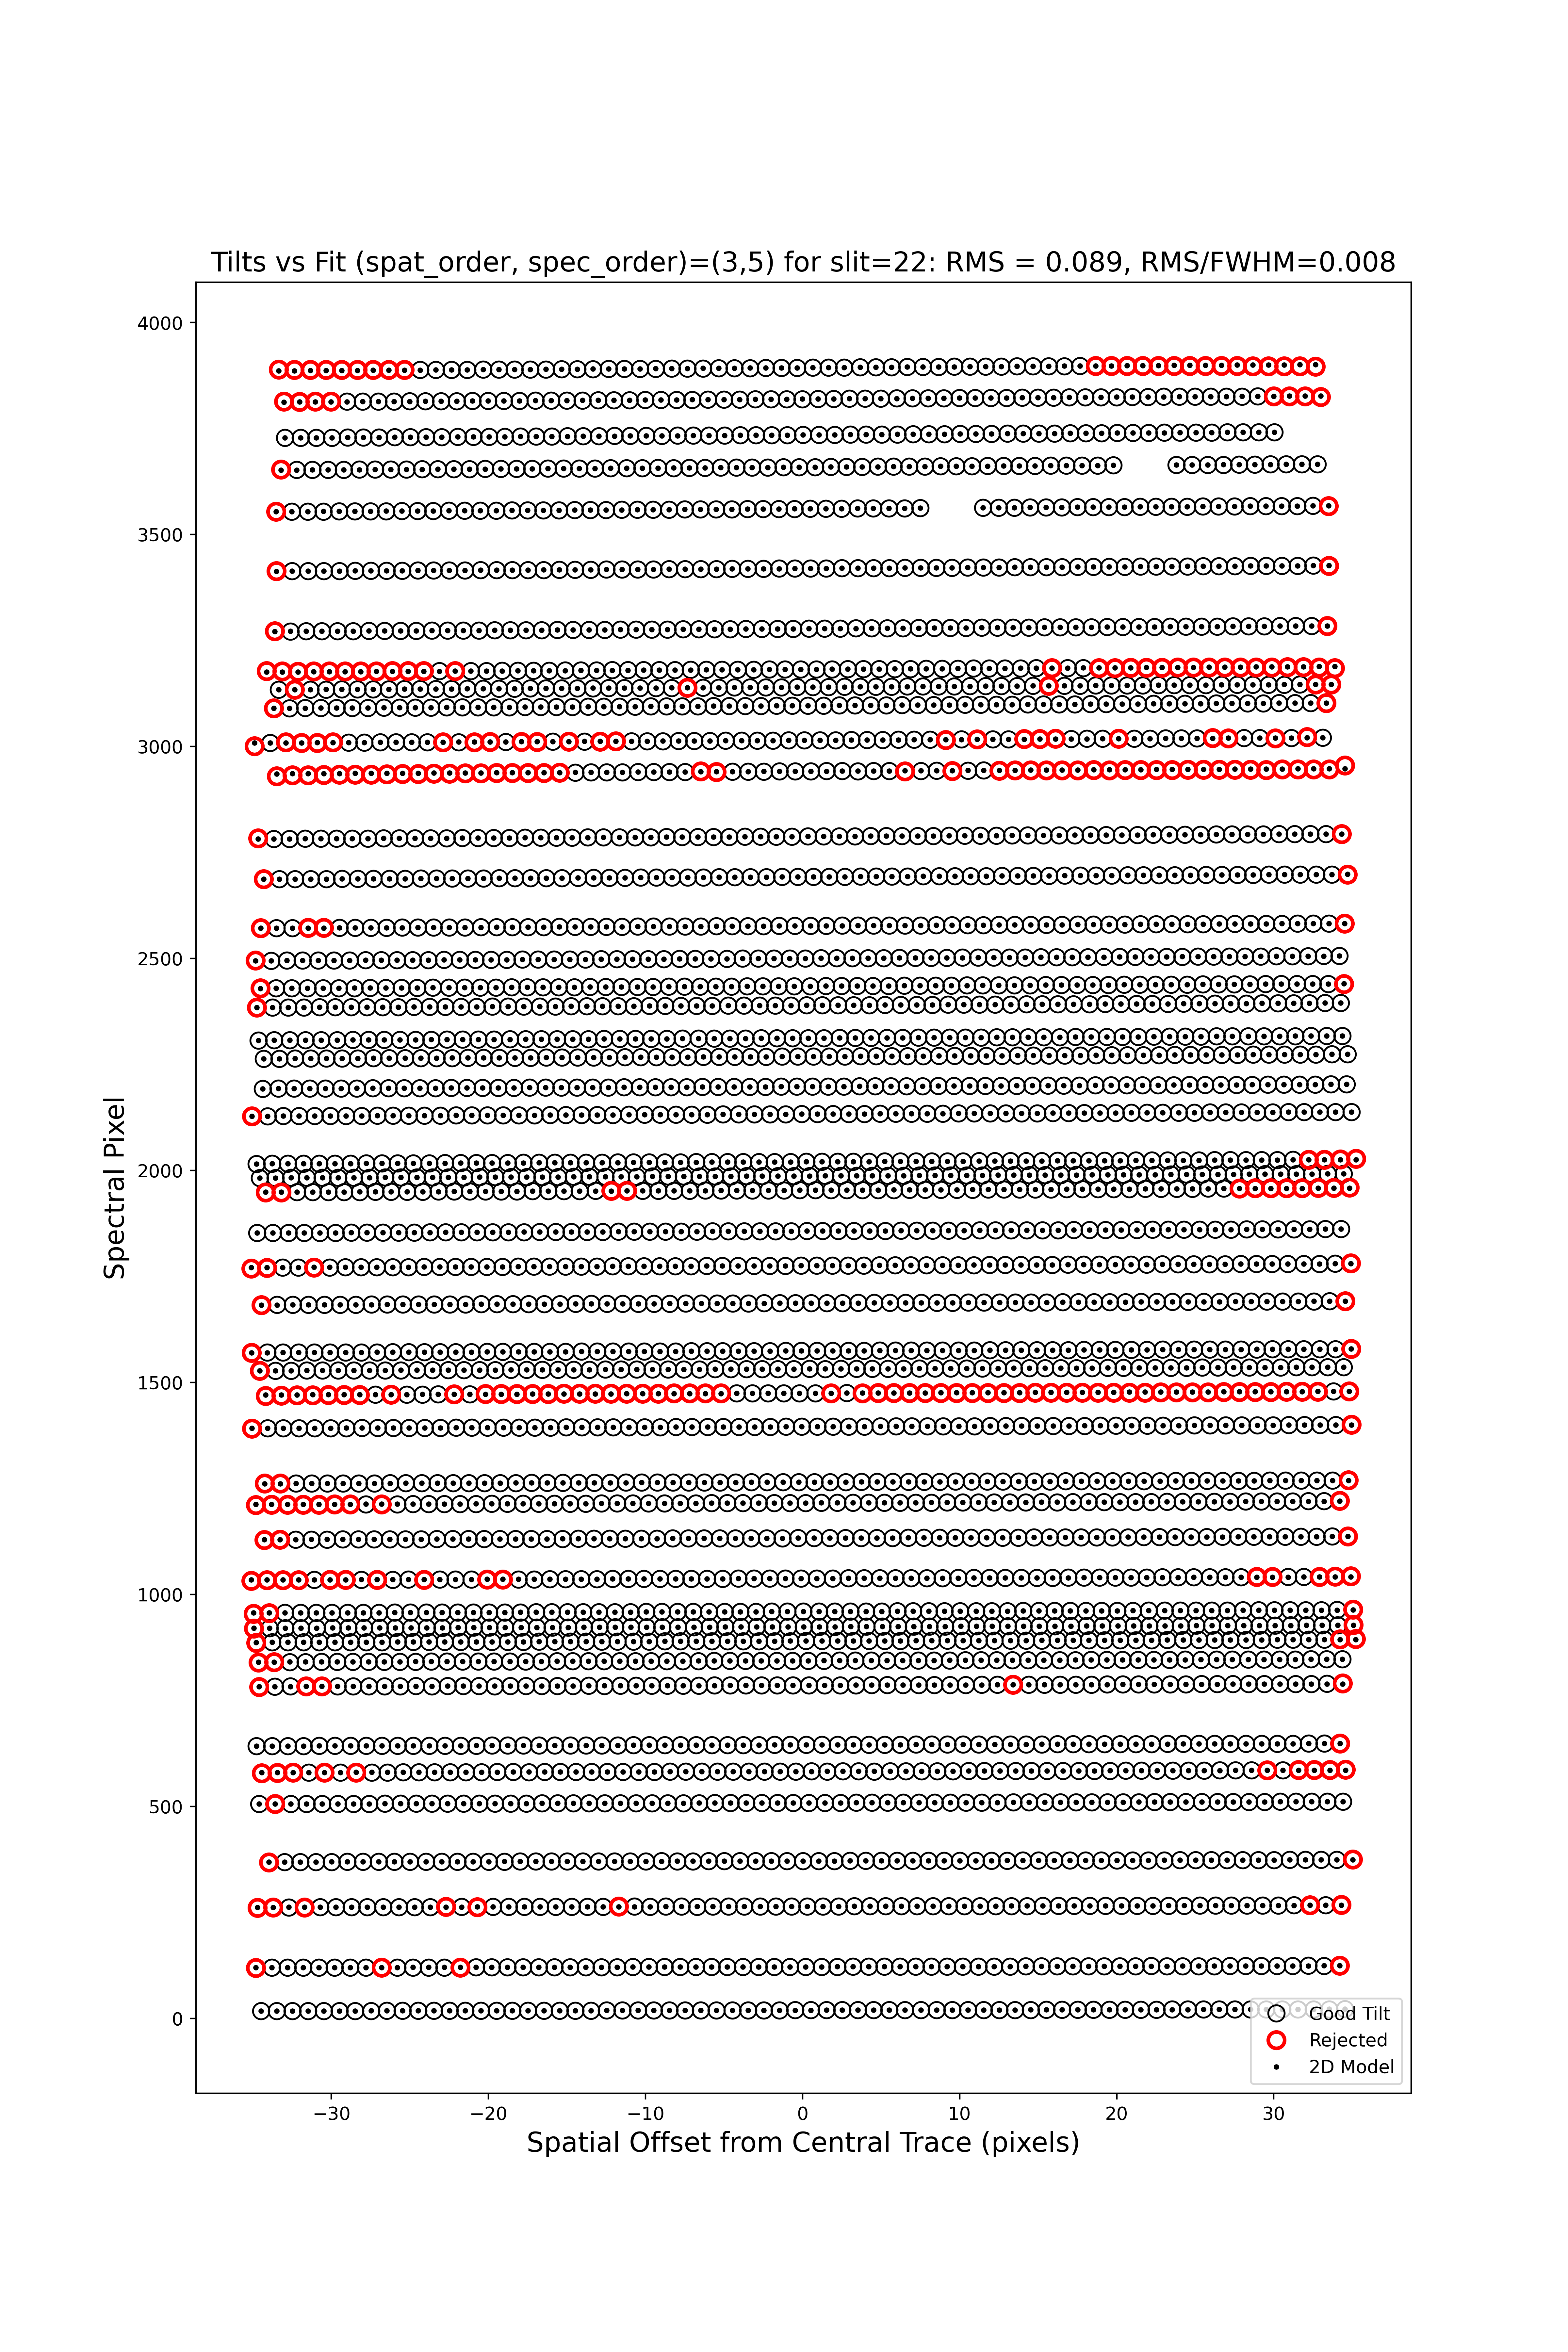 Tilts vs Fit (spat_order, spec_order)=(3,5) for slit=22: RMS = 0.089, RMS/FWHM=0.008
Spectral Pixel
4000
3500
3000
2500
2000
1500
1000
500
0
−30 −20 −10 0 10 20 30
Spatial Offset from Central Trace (pixels)
Good Tilt
Rejected
2D Model